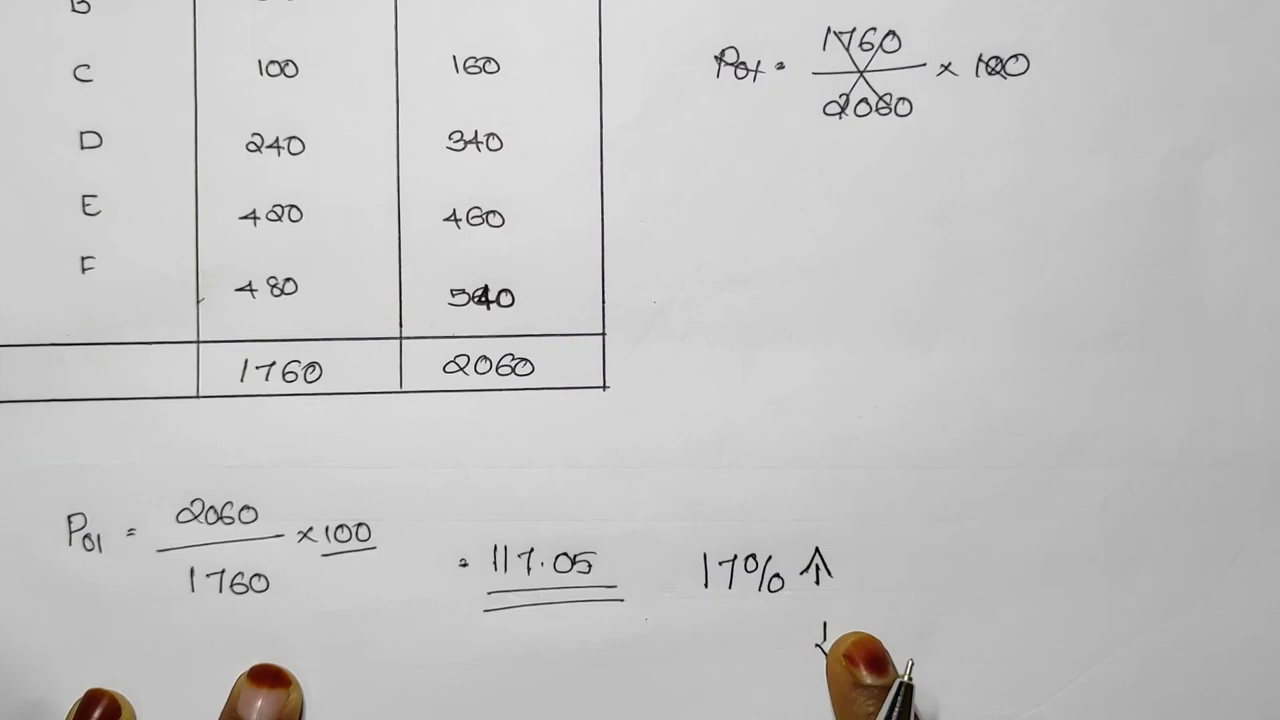 B
C 100 160
D 240 340
E 420 460
F 480 540
1760 2060
P01 = 1760 / 2060 × 100
P01 = 2060 / 1760 × 100 = 117.05 17% ↑